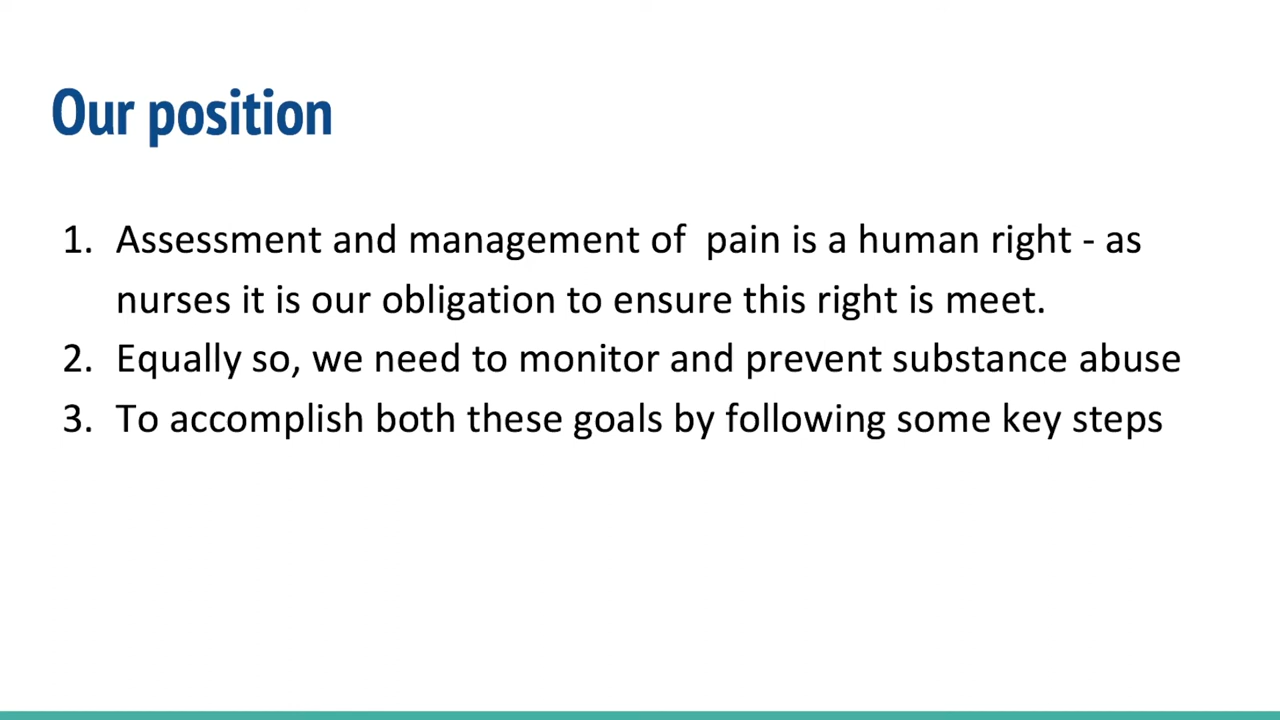 Our position
1. Assessment and management of  pain is a human right - as
nurses it is our obligation to ensure this right is meet.
2. Equally so, we need to monitor and prevent substance abuse
3. To accomplish both these goals by following some key steps